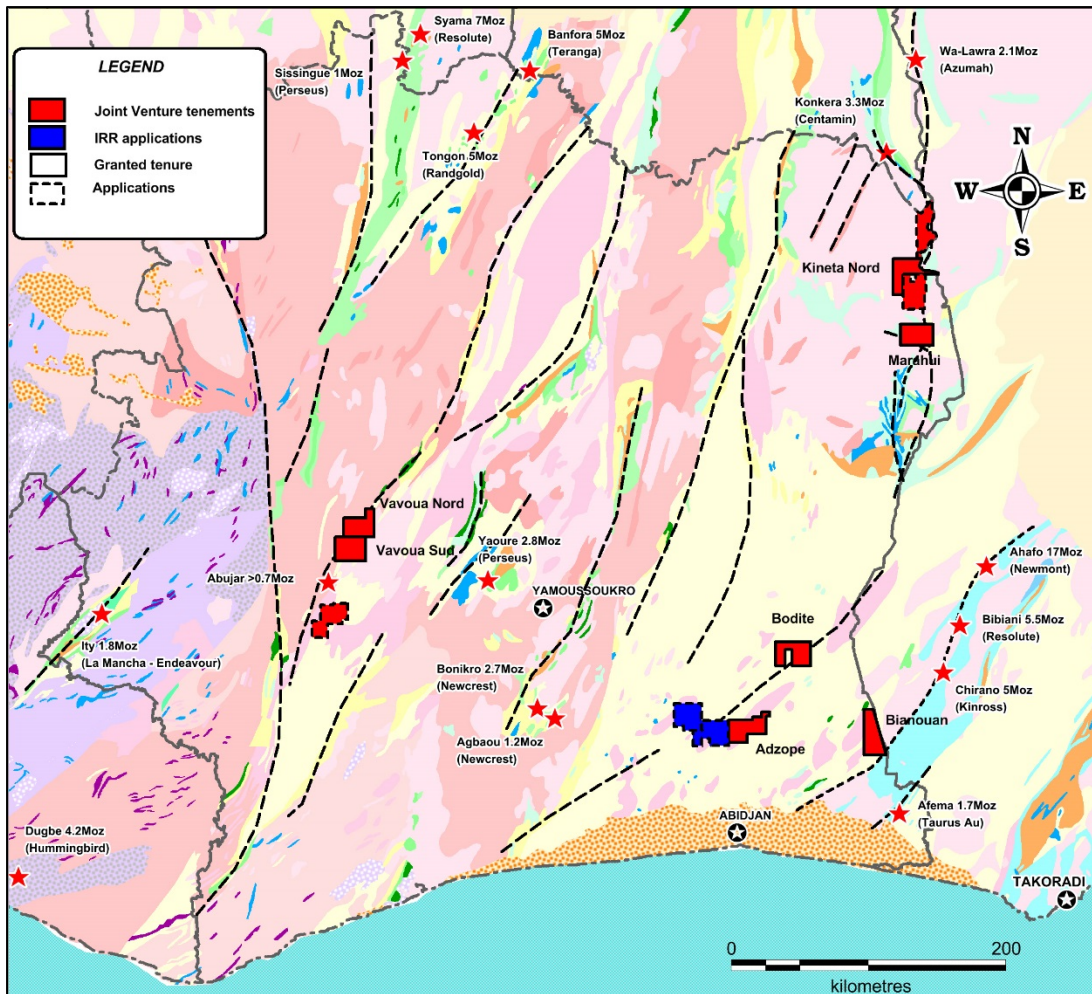 LEGEND
Joint Venture tenements
IRR applications
Granted tenure
Applications
Syama 7Moz
(Resolute)
Sissingue 1Moz
(Perseus)
Banfora 5Moz
(Teranga)
Tongon 5Moz
(Randgold)
Wa-Lawra 2.1Moz
(Azumah)
Konkera 3.3Moz
(Centamin)
N
W
E
S
Kineta Nord
Marahui
Vavoua Nord
Vavoua Sud
Abujar >0.7Moz
Yaoure 2.8Moz
(Perseus)
YAMOUSSOUKRO
Ity 1.8Moz
(La Mancha - Endeavour)
Bonikro 2.7Moz
(Newcrest)
Agbaou 1.2Moz
(Newcrest)
Bodite
Adzope
Bianouan
Ahafo 17Moz
(Newmont)
Bibiani 5.5Moz
(Resolute)
Chirano 5Moz
(Kinross)
Afema 1.7Moz
(Taurus Au)
ABIDJAN
Dugbe 4.2Moz
(Hummingbird)
TAKORADI
0
200
kilometres